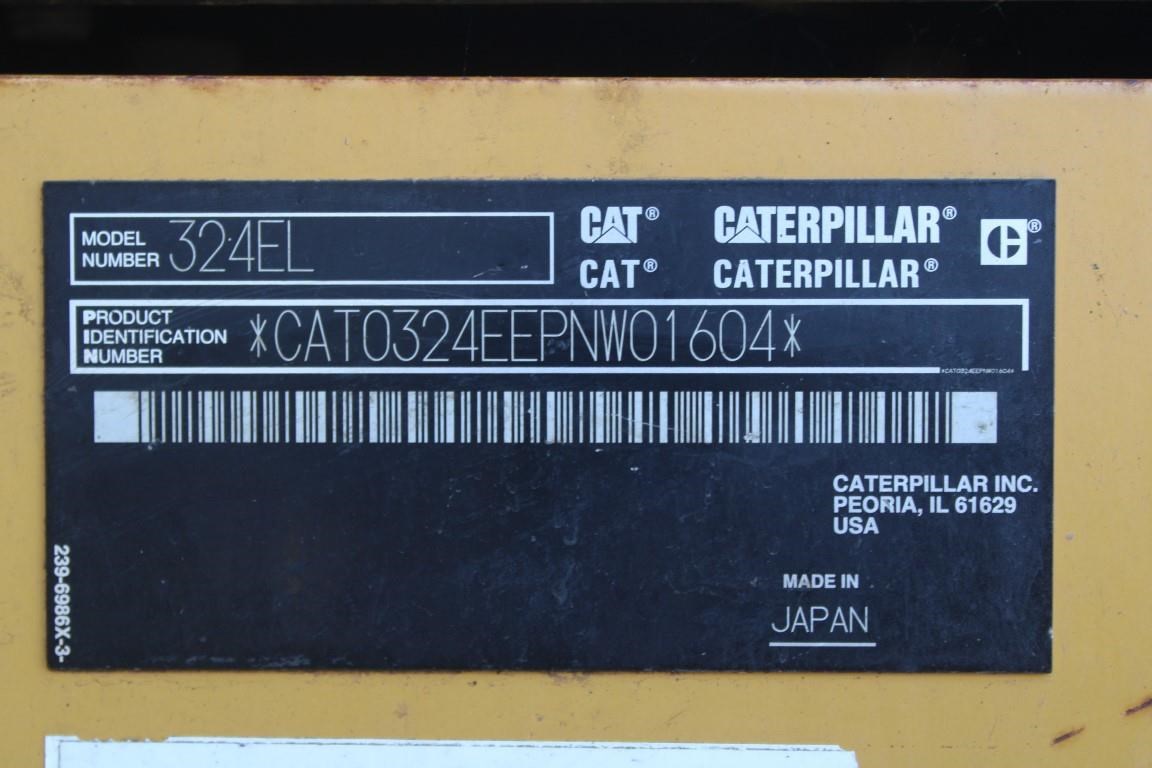 MODEL NUMBER 324EL
CAT® CATERPILLAR® C®
CAT® CATERPILLAR®
PRODUCT
IDENTIFICATION
NUMBER
*CAT0324EEPNW01604*
*CAT0324EEPNW01604*
CATERPILLAR INC.
PEORIA, IL 61629
USA
MADE IN
JAPAN
239-6986X-3-